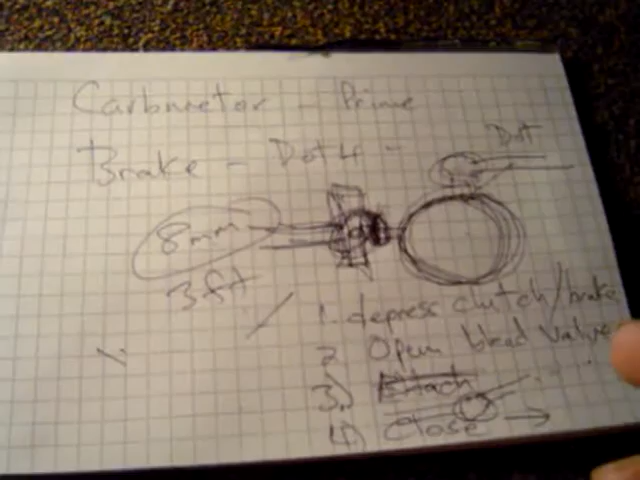 Carburetor - Prime
Brake - Dot 4 -
Dot
8mm
3ft
1. depress clutch/brake
2 Open bleed valve
3.)
4) Close